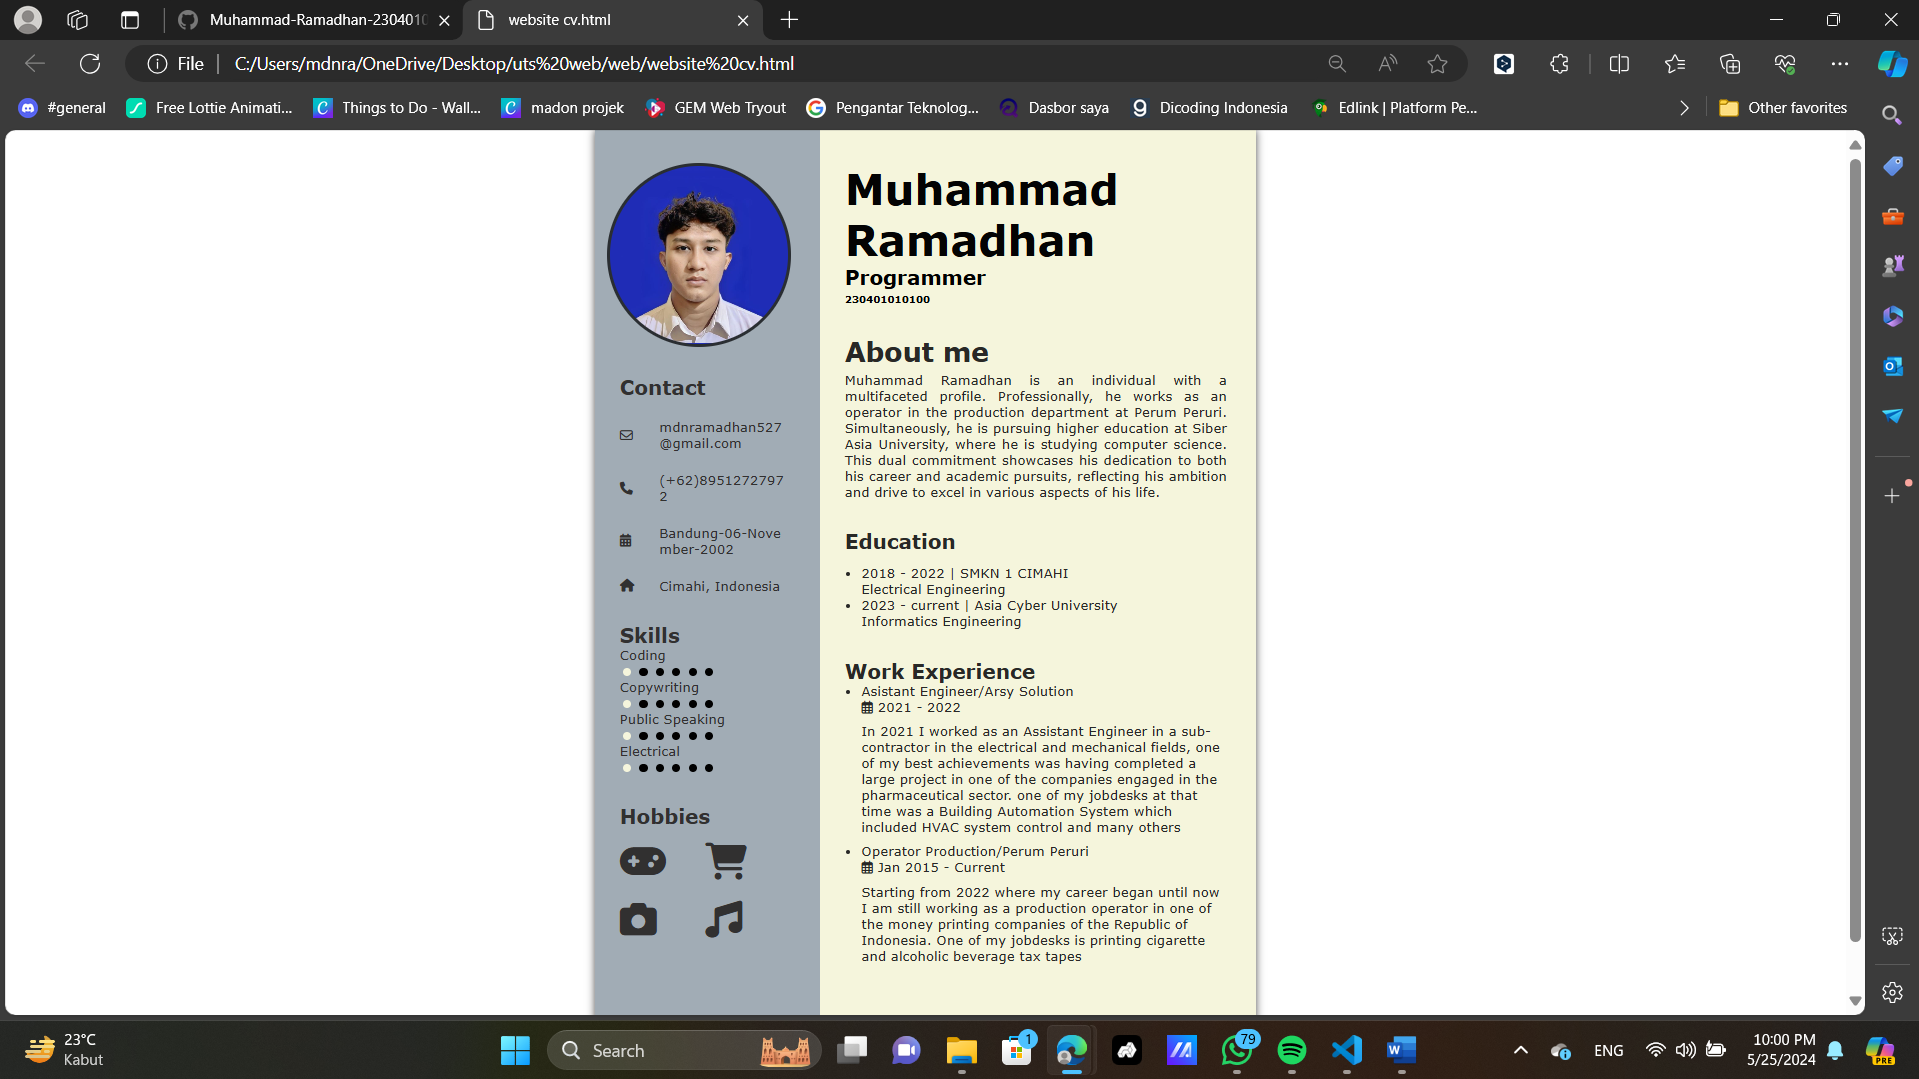 Muhammad-Ramadhan-2304010
website cv.html
File
C:/Users/mdnra/OneDrive/Desktop/uts%20web/web/website%20cv.html
#general
Free Lottie Animati...
Things to Do - Wall...
madon projek
GEM Web Tryout
Pengantar Teknolog...
Dasbor saya
Dicoding Indonesia
Edlink | Platform Pe...
Other favorites
Contact
mdnramadhan527
@gmail.com
(+62)8951272797
2
Bandung-06-Nove
mber-2002
Cimahi, Indonesia
Skills
Coding
Copywriting
Public Speaking
Electrical
Hobbies
Muhammad
Ramadhan
Programmer
230401010100
About me
Muhammad Ramadhan is an individual with a
multifaceted profile. Professionally, he works as an
operator in the production department at Perum Peruri.
Simultaneously, he is pursuing higher education at Siber
Asia University, where he is studying computer science.
This dual commitment showcases his dedication to both
his career and academic pursuits, reflecting his ambition
and drive to excel in various aspects of his life.
Education
• 2018 - 2022 | SMKN 1 CIMAHI
Electrical Engineering
• 2023 - current | Asia Cyber University
Informatics Engineering
Work Experience
• Asistant Engineer/Arsy Solution
2021 - 2022
In 2021 I worked as an Assistant Engineer in a sub-
contractor in the electrical and mechanical fields, one
of my best achievements was having completed a
large project in one of the companies engaged in the
pharmaceutical sector. one of my jobdesks at that
time was a Building Automation System which
included HVAC system control and many others
• Operator Production/Perum Peruri
Jan 2015 - Current
Starting from 2022 where my career began until now
I am still working as a production operator in one of
the money printing companies of the Republic of
Indonesia. One of my jobdesks is printing cigarette
and alcoholic beverage tax tapes
23°C
Kabut
Search
1
79
ENG
10:00 PM
5/25/2024
PRE